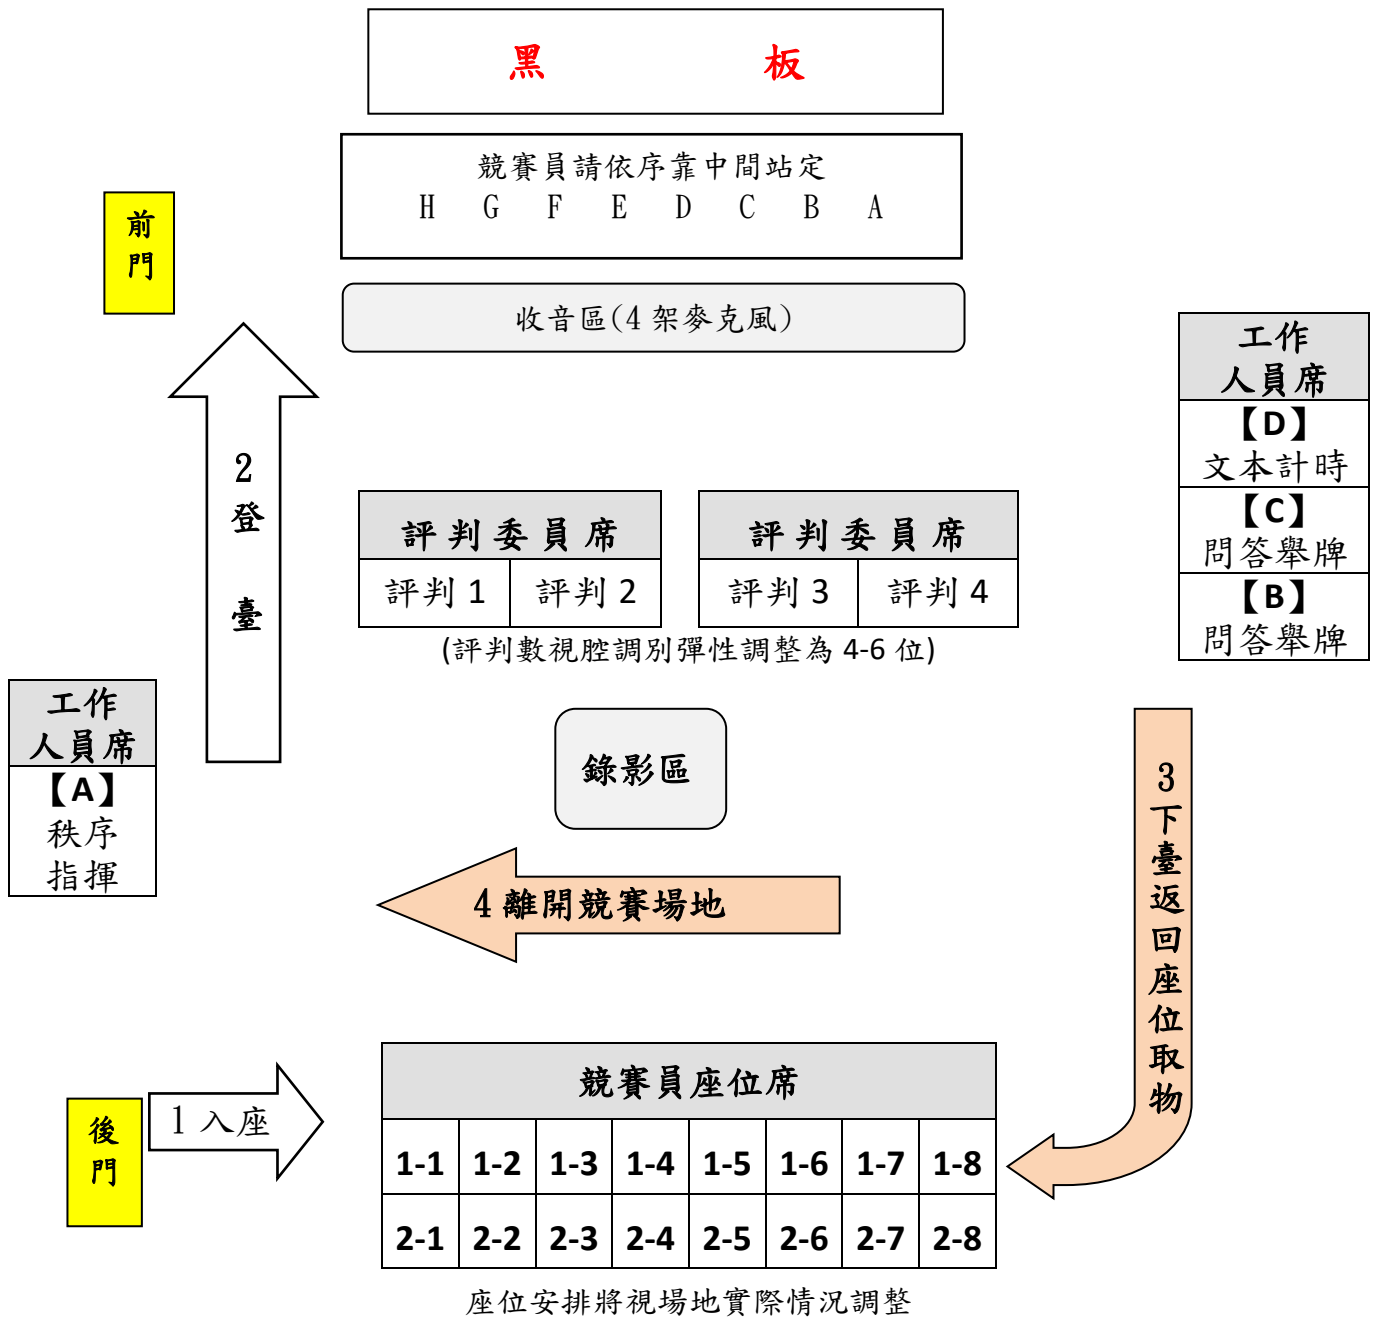 黑 板
競賽員請依序靠中間站定
H G F E D C B A
前
門
收音區(4 架麥克風)
工作
人員席
【D】
文本計時
【C】
問答舉牌
【B】
問答舉牌
2
登
臺
評判委員席
評判 1 評判 2
評判委員席
評判 3 評判 4
(評判數視腔調別彈性調整為 4-6 位)
工作
人員席
【A】
秩序
指揮
錄影區
3
下
臺
返
回
座
位
取
物
4 離開競賽場地
後
門
1 入座
競賽員座位席
1-1 1-2 1-3 1-4 1-5 1-6 1-7 1-8
2-1 2-2 2-3 2-4 2-5 2-6 2-7 2-8
座位安排將視場地實際情況調整